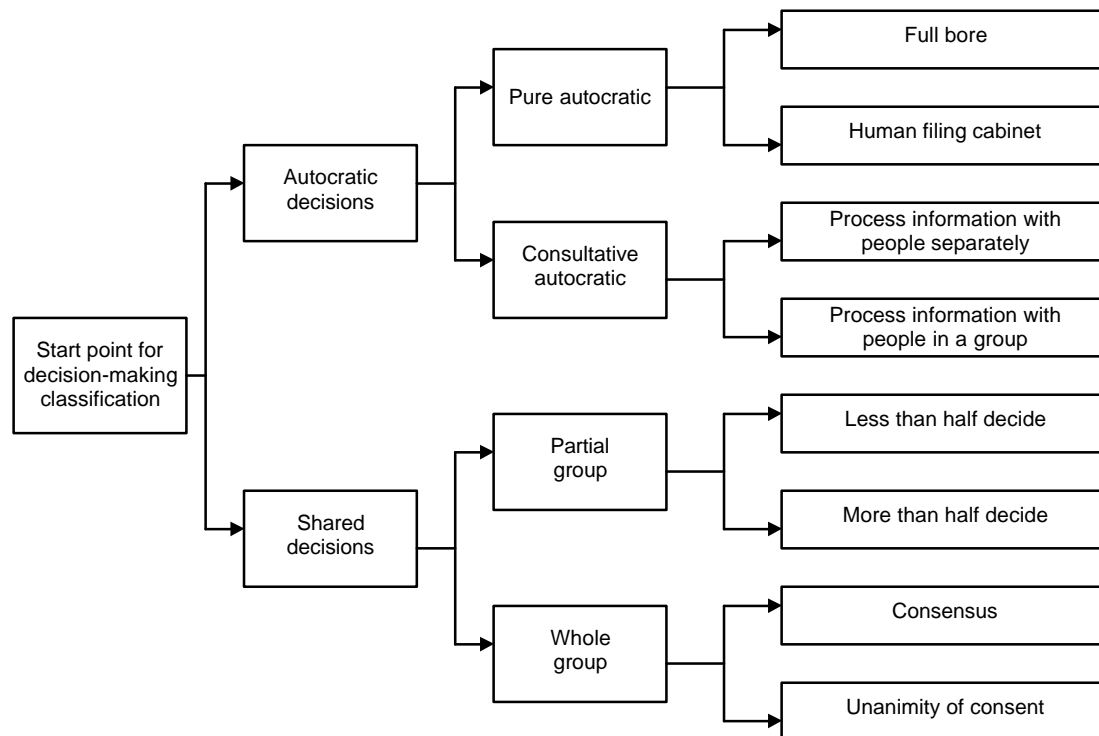 Full bore
Pure autocratic
Human filing cabinet
Autocratic
decisions
Process information with
people separately
Consultative
autocratic
Process information with
people in a group
Start point for
decision-making
classification
Less than half decide
Partial
group
More than half decide
Shared
decisions
Consensus
Whole
group
Unanimity of consent